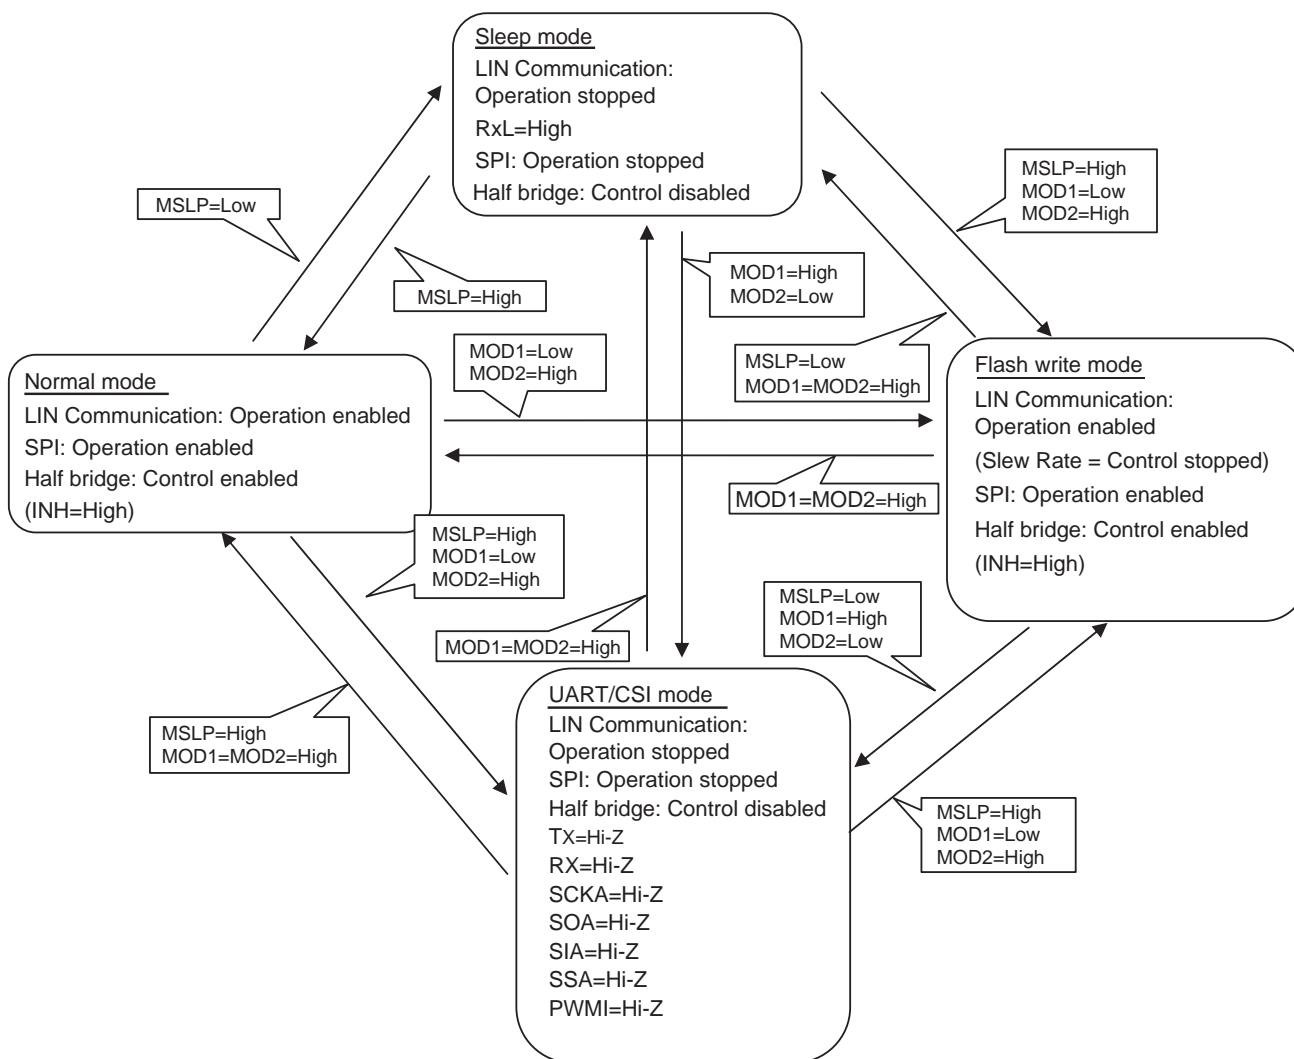 Sleep mode
LIN Communication:
Operation stopped
RxL=High
SPI: Operation stopped
Half bridge: Control disabled
MSLP=Low
MSLP=High
MSLP=High
MOD1=Low
MOD2=High
MOD1=High
MOD2=Low
MOD1=Low
MOD2=High
MSLP=Low
MOD1=MOD2=High
Normal mode
LIN Communication: Operation enabled
SPI: Operation enabled
Half bridge: Control enabled
(INH=High)
Flash write mode
LIN Communication:
Operation enabled
(Slew Rate = Control stopped)
SPI: Operation enabled
Half bridge: Control enabled
(INH=High)
MOD1=MOD2=High
MSLP=High
MOD1=Low
MOD2=High
MOD1=MOD2=High
MSLP=Low
MOD1=High
MOD2=Low
MSLP=High
MOD1=MOD2=High
UART/CSI mode
LIN Communication:
Operation stopped
SPI: Operation stopped
Half bridge: Control disabled
TX=Hi-Z
RX=Hi-Z
SCKA=Hi-Z
SOA=Hi-Z
SIA=Hi-Z
SSA=Hi-Z
PWMI=Hi-Z
MSLP=High
MOD1=Low
MOD2=High